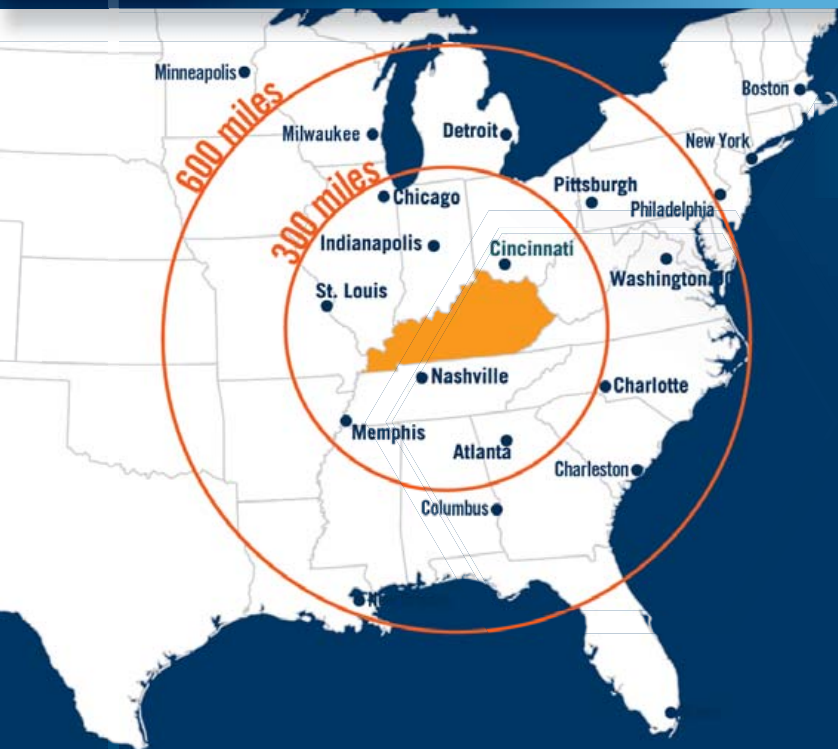 Minneapolis
Boston
600 miles
Milwaukee
Detroit
New York
300 miles
Chicago
Pittsburgh
Philadelphia
Indianapolis
Cincinnati
Washington
St. Louis
Nashville
Charlotte
Memphis
Atlanta
Charleston
Columbus